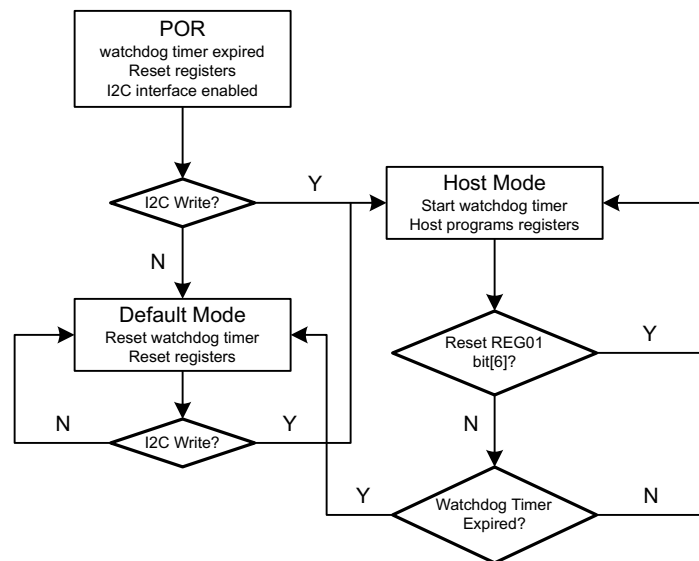 POR
watchdog timer expired
Reset registers
I2C interface enabled
I2C Write?
Y
N
Host Mode
Start watchdog timer
Host programs registers
Default Mode
Reset watchdog timer
Reset registers
Reset REG01
bit[6]?
Y
N
I2C Write?
N
Y
Watchdog Timer
Expired?
Y
N